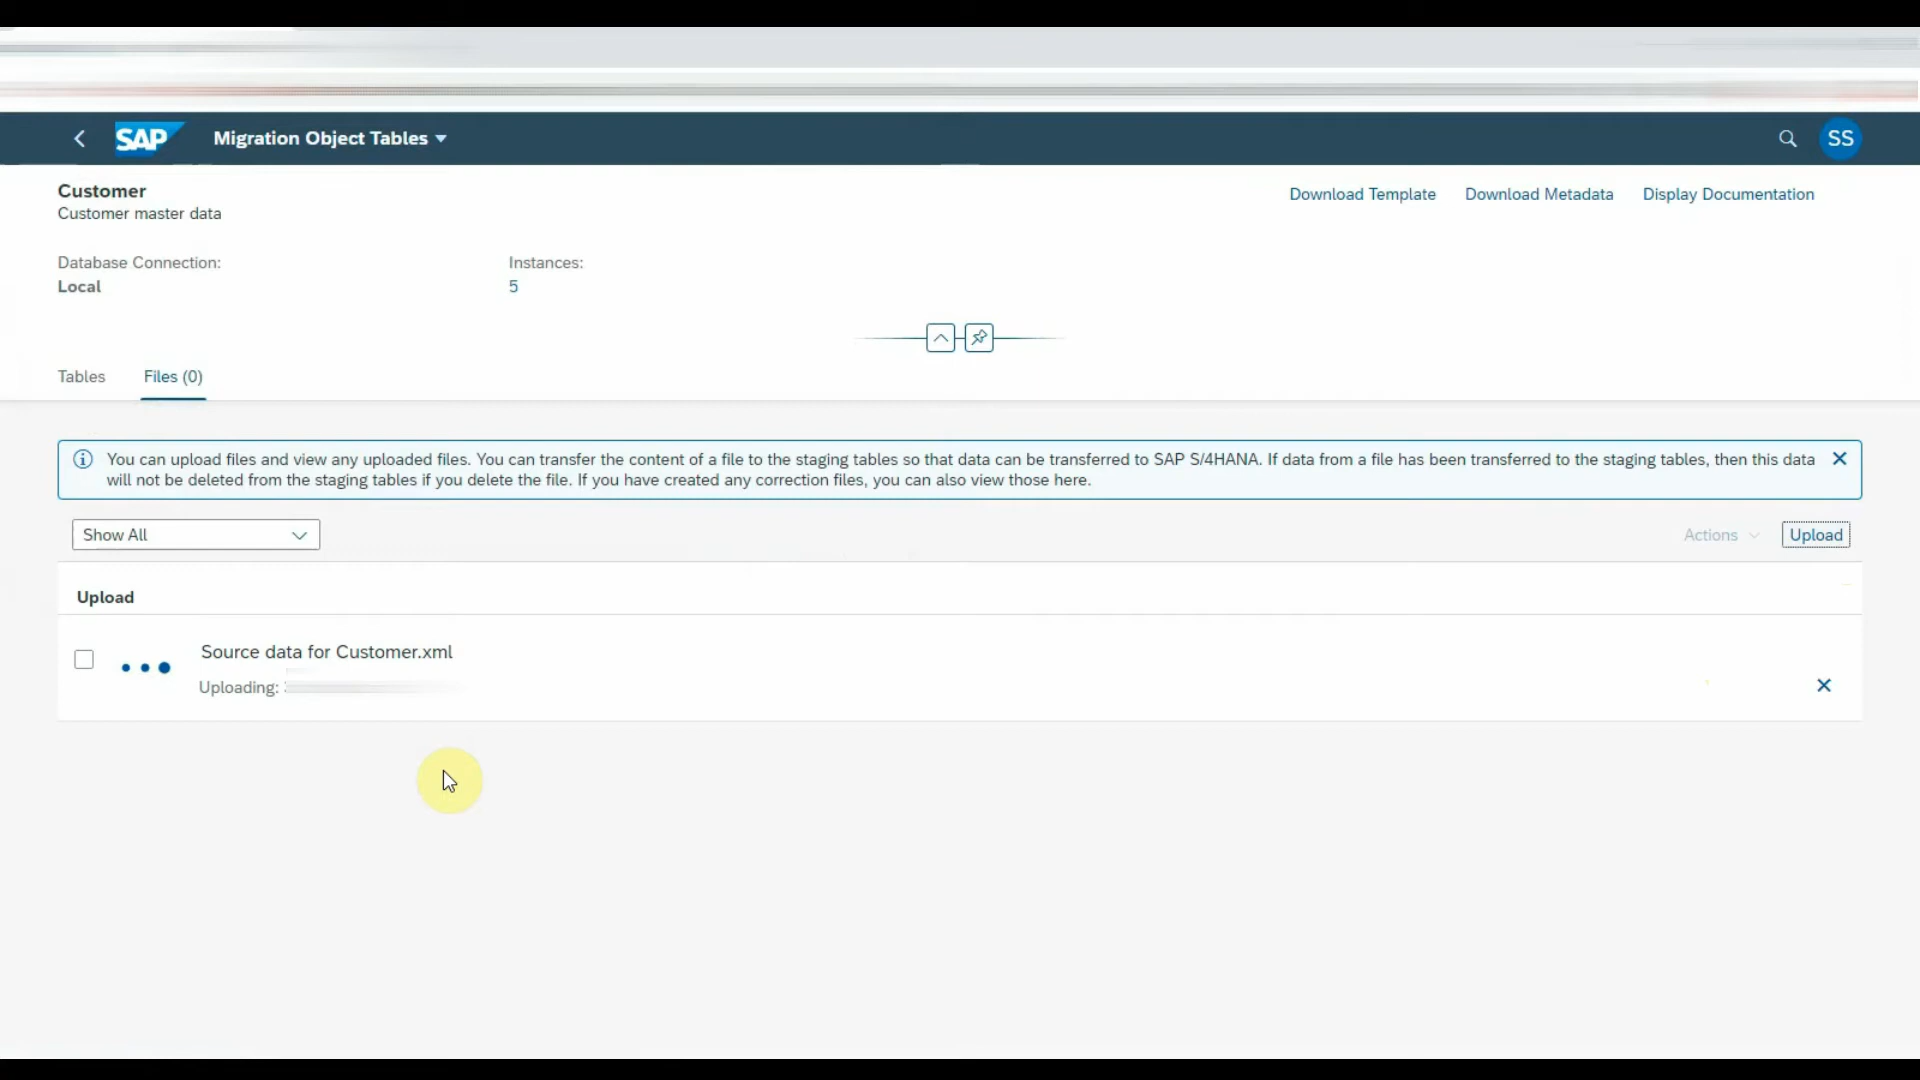 SAP Migration Object Tables SS
Customer
Customer master data
Download Template Download Metadata Display Documentation
Database Connection: Instances:
Local 5
Tables Files (0)
You can upload files and view any uploaded files. You can transfer the content of a file to the staging tables so that data can be transferred to SAP S/4HANA. If data from a file has been transferred to the staging tables, then this data
will not be deleted from the staging tables if you delete the file. If you have created any correction files, you can also view those here.
Show All Actions Upload
Upload
Source data for Customer.xml
Uploading: